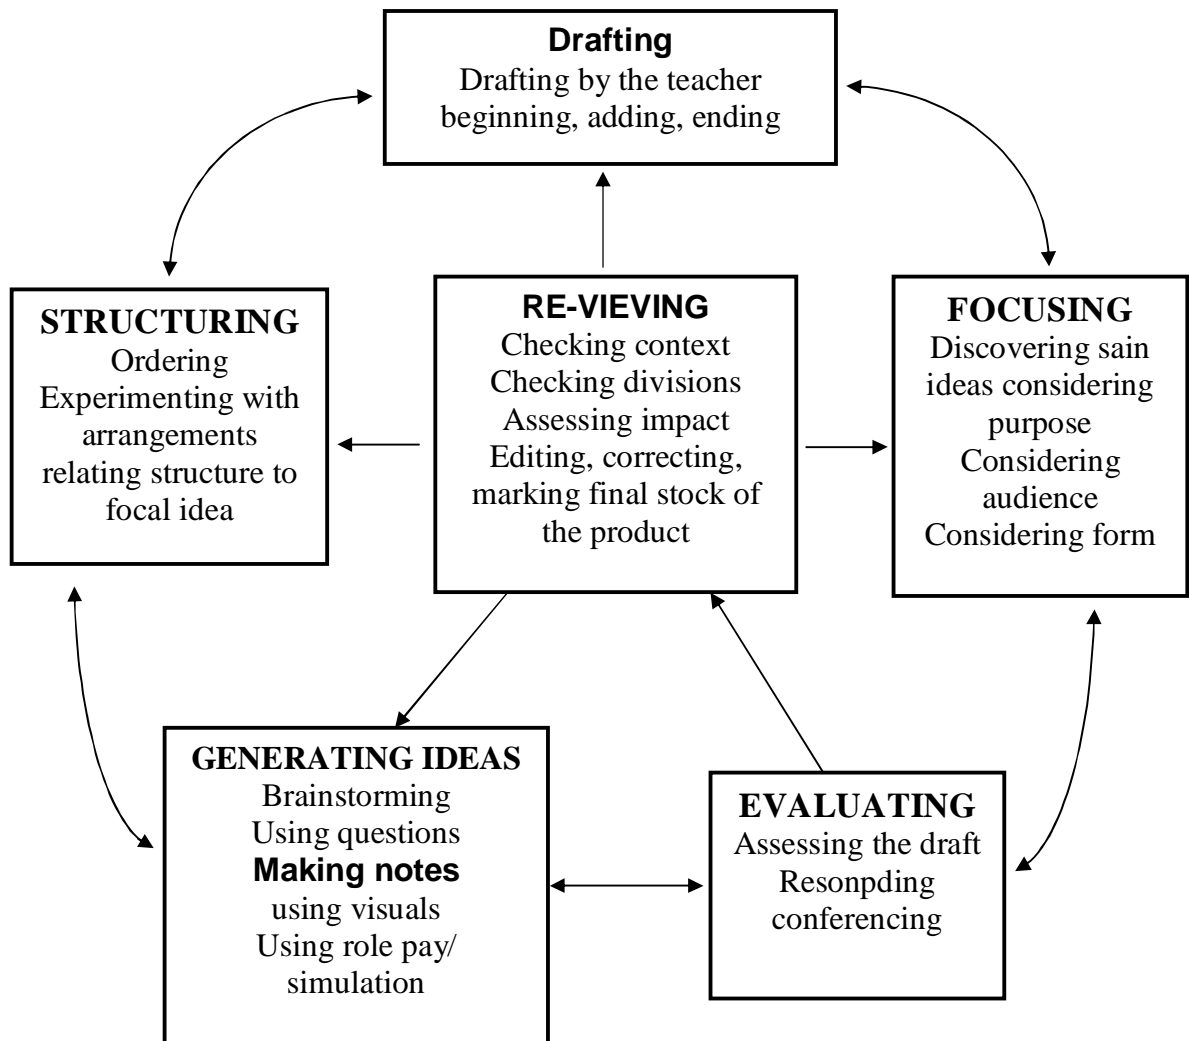 Drafting
Drafting by the teacher
beginning, adding, ending
STRUCTURING
Ordering
Experimenting with
arrangements
relating structure to
focal idea
RE-VIEVING
Checking context
Checking divisions
Assessing impact
Editing, correcting,
marking final stock of
the product
FOCUSING
Discovering sain
ideas considering
purpose
Considering
audience
Considering form
GENERATING IDEAS
Brainstorming
Using questions
Making notes
using visuals
Using role pay/
simulation
EVALUATING
Assessing the draft
Resonpding
conferencing